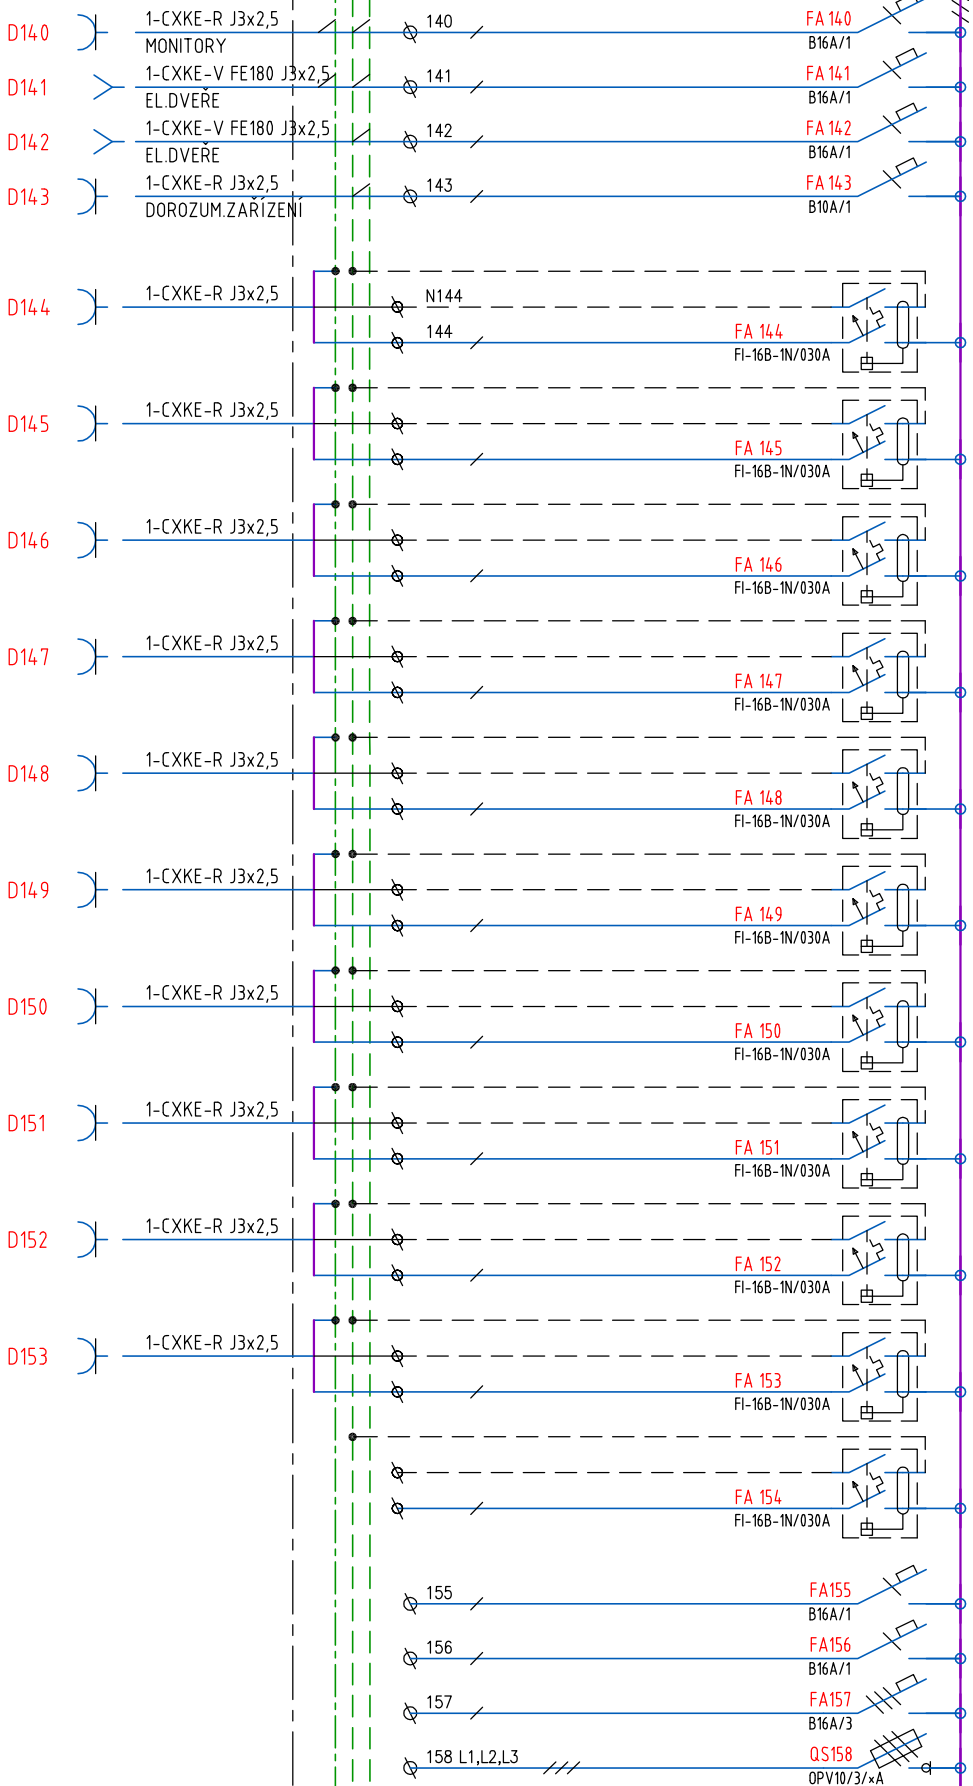 D140 1-CXKE-R J3x2,5 140 FA 140
MONITORY B16A/1
D141 1-CXKE-V FE180 J3x2,5 141 FA 141
EL.DVEŘE B16A/1
D142 1-CXKE-V FE180 J3x2,5 142 FA 142
EL.DVEŘE B16A/1
D143 1-CXKE-R J3x2,5 143 FA 143
DOROZUM.ZAŘÍZENÍ B10A/1
D144 1-CXKE-R J3x2,5 N144
144 FA 144
FI-16B-1N/030A
D145 1-CXKE-R J3x2,5
FA 145
FI-16B-1N/030A
D146 1-CXKE-R J3x2,5
FA 146
FI-16B-1N/030A
D147 1-CXKE-R J3x2,5
FA 147
FI-16B-1N/030A
D148 1-CXKE-R J3x2,5
FA 148
FI-16B-1N/030A
D149 1-CXKE-R J3x2,5
FA 149
FI-16B-1N/030A
D150 1-CXKE-R J3x2,5
FA 150
FI-16B-1N/030A
D151 1-CXKE-R J3x2,5
FA 151
FI-16B-1N/030A
D152 1-CXKE-R J3x2,5
FA 152
FI-16B-1N/030A
D153 1-CXKE-R J3x2,5
FA 153
FI-16B-1N/030A
FA 154
FI-16B-1N/030A
155 FA155
B16A/1
156 FA156
B16A/1
157 FA157
B16A/3
158 L1,L2,L3 QS158
OPV10/3/xA